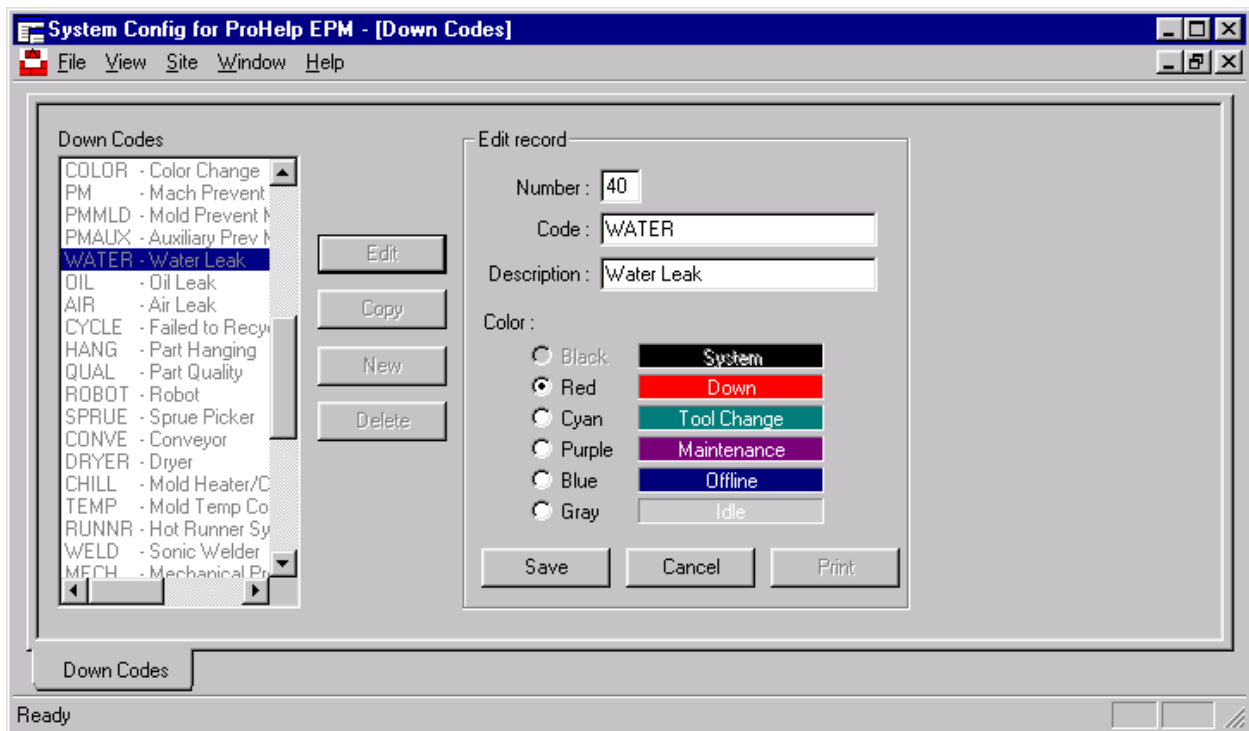 System Config for ProHelp EPM - [Down Codes]
File View Site Window Help
Down Codes
COLOR - Color Change
PM - Mach Prevent
PMMLD - Mold Prevent
PMAUX - Auxiliary Prev
WATER - Water Leak
OIL - Oil Leak
AIR - Air Leak
CYCLE - Failed to
HANG - Part Hanging
QUAL - Part Quality
ROBOT - Robot
SPRUE - Sprue Picker
CONVE - Conveyor
DRYER - Dryer
CHILL - Mold Heater/C
TEMP - Mold Temp Co
RUNNR - Hot Runner Sy
WELD - Sonic Welder
MECH - Mechanical
Edit
Copy
New
Delete
Edit record
Number : 40
Code : WATER
Description : Water Leak
Color :
Black System
Red Down
Cyan Tool Change
Purple Maintenance
Blue Offline
Gray Idle
Save Cancel Print
Down Codes
Ready